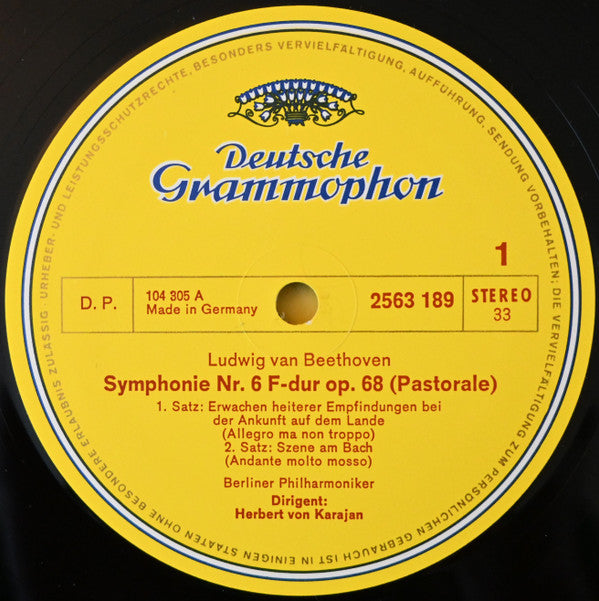 URHEBER- UND LEISTUNGSSCHUTZRECHTE, BESONDERS VERVIELFÄLTIGUNG, AUFFÜHRUNG, SENDUNG VORBEHALTEN; DIE VERVIELFÄLTIGUNG ZUM PERSÖNLICHEN GEBRAUCH IST IN EINIGEN STAATEN OHNE BESONDERE ERLAUBNIS ZULÄSSIG ·
Deutsche
Grammophon
1
D. P.
104 305 A
Made in Germany
2563 189
STEREO
33
Ludwig van Beethoven
Symphonie Nr. 6 F-dur op. 68 (Pastorale)
1. Satz: Erwachen heiterer Empfindungen bei
der Ankunft auf dem Lande
(Allegro ma non troppo)
2. Satz: Szene am Bach
(Andante molto mosso)
Berliner Philharmoniker
Dirigent:
Herbert von Karajan